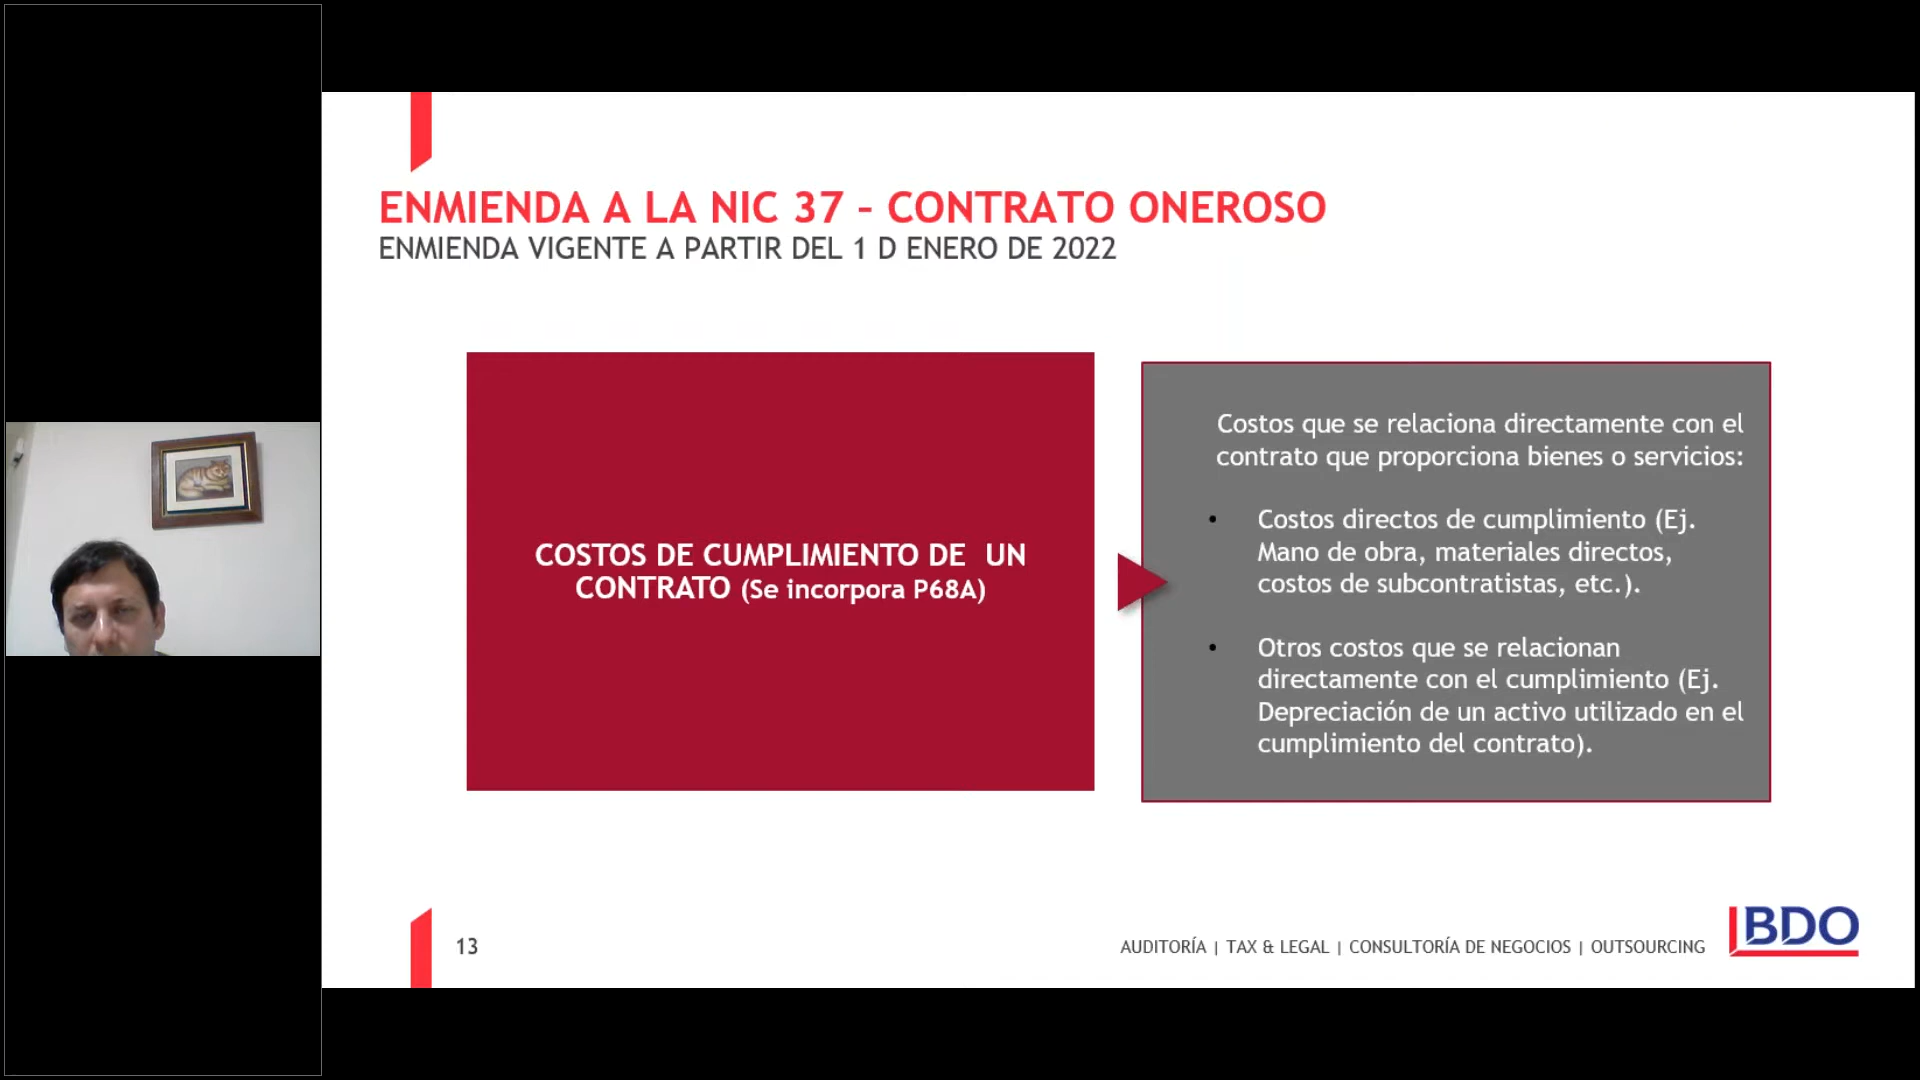 ENMIENDA A LA NIC 37 – CONTRATO ONEROSO
ENMIENDA VIGENTE A PARTIR DEL 1 D ENERO DE 2022
COSTOS DE CUMPLIMIENTO DE UN
CONTRATO (Se incorpora P68A)
Costos que se relaciona directamente con el
contrato que proporciona bienes o servicios:
• Costos directos de cumplimiento (Ej.
Mano de obra, materiales directos,
costos de subcontratistas, etc.).
• Otros costos que se relacionan
directamente con el cumplimiento (Ej.
Depreciación de un activo utilizado en el
cumplimiento del contrato).
13
AUDITORÍA | TAX & LEGAL | CONSULTORÍA DE NEGOCIOS | OUTSOURCING
BDO